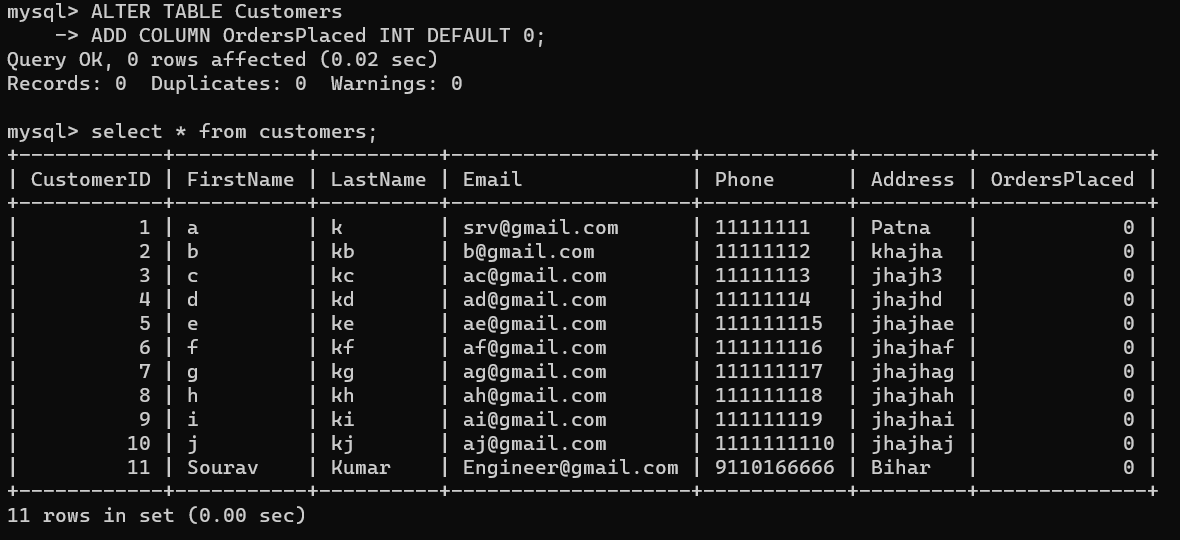 mysql> ALTER TABLE Customers
    -> ADD COLUMN OrdersPlaced INT DEFAULT 0;
Query OK, 0 rows affected (0.02 sec)
Records: 0  Duplicates: 0  Warnings: 0

mysql> select * from customers;
+------------+-----------+----------+--------------------+------------+---------+--------------+
| CustomerID | FirstName | LastName | Email              | Phone      | Address | OrdersPlaced |
+------------+-----------+----------+--------------------+------------+---------+--------------+
|          1 | a         | k        | srv@gmail.com      | 11111111   | Patna   |            0 |
|          2 | b         | kb       | b@gmail.com        | 11111112   | khajha  |            0 |
|          3 | c         | kc       | ac@gmail.com       | 11111113   | jhajh3  |            0 |
|          4 | d         | kd       | ad@gmail.com       | 11111114   | jhajhd  |            0 |
|          5 | e         | ke       | ae@gmail.com       | 111111115  | jhajhae |            0 |
|          6 | f         | kf       | af@gmail.com       | 111111116  | jhajhaf |            0 |
|          7 | g         | kg       | ag@gmail.com       | 111111117  | jhajhag |            0 |
|          8 | h         | kh       | ah@gmail.com       | 111111118  | jhajhah |            0 |
|          9 | i         | ki       | ai@gmail.com       | 111111119  | jhajhai |            0 |
|         10 | j         | kj       | aj@gmail.com       | 1111111110 | jhajhaj |            0 |
|         11 | Sourav    | Kumar    | Engineer@gmail.com | 9110166666 | Bihar   |            0 |
+------------+-----------+----------+--------------------+------------+---------+--------------+
11 rows in set (0.00 sec)